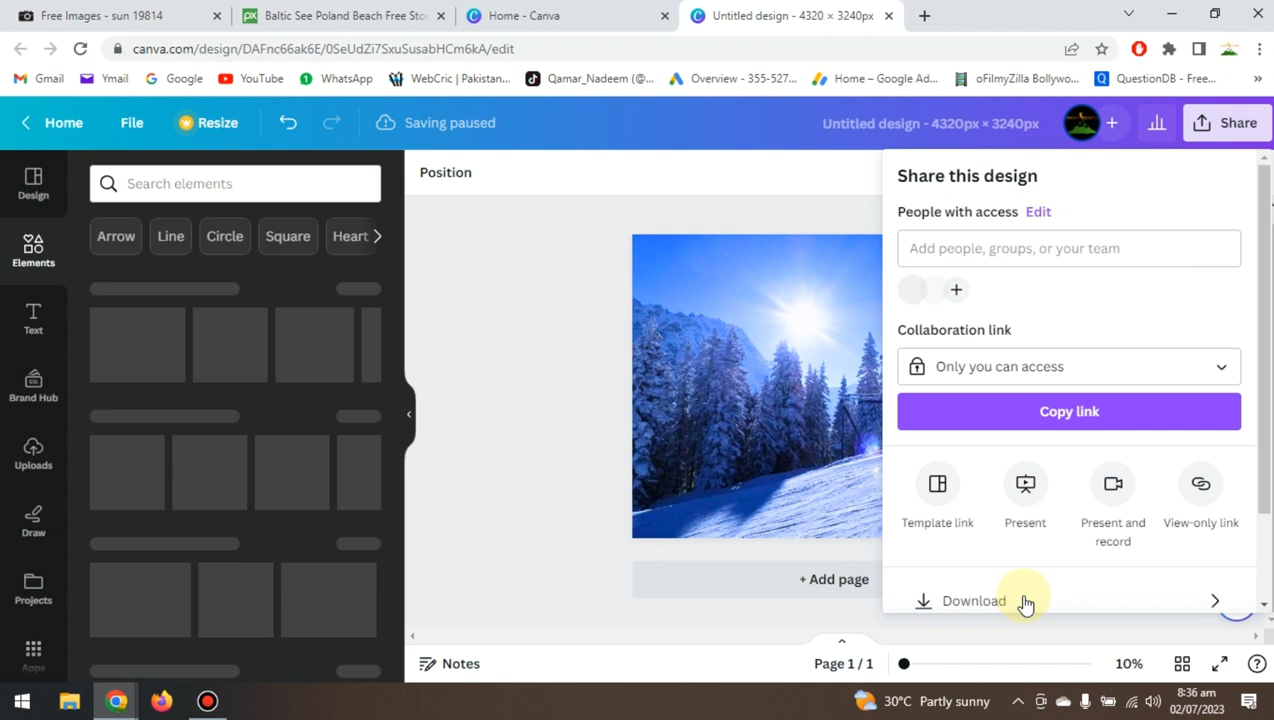 Free Images - sun 19814
Baltic See Poland Beach Free Sto
Home - Canva
Untitled design - 4320 × 3240px
canva.com/design/DAFnc66ak6E/0SeUdZi7SxuSusabHCm6kA/edit
Gmail
Ymail
Google
YouTube
WhatsApp
WebCric | Pakistan...
Qamar_Nadeem (@...
Overview - 355-527...
Home – Google Ad...
oFilmyZilla Bollywo...
QuestionDB - Free...
»
Home
File
Resize
Saving paused
Untitled design - 4320px × 3240px
Share
Design
Elements
Text
Brand Hub
Uploads
Draw
Projects
Apps
Search elements
Arrow
Line
Circle
Square
Heart
Position
+ Add page
Share this design
People with access Edit
Add people, groups, or your team
Collaboration link
Only you can access
Copy link
Template link
Present
Present and
record
View-only link
Download
Notes
Page 1 / 1
10%
30°C Partly sunny
8:36 am
02/07/2023